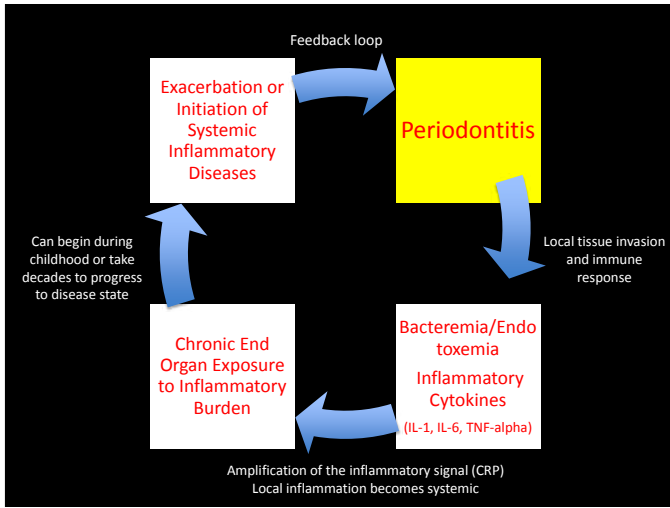 Feedback loop
Exacerbation or
Initiation of
Systemic
Inflammatory
Diseases
Periodontitis
Can begin during
childhood or take
decades to progress
to disease state
Local tissue invasion
and immune
response
Chronic End
Organ Exposure
to Inflammatory
Burden
Bacteremia/Endo
toxemia
Inflammatory
Cytokines
(IL-1, IL-6, TNF-alpha)
Amplification of the inflammatory signal (CRP)
Local inflammation becomes systemic